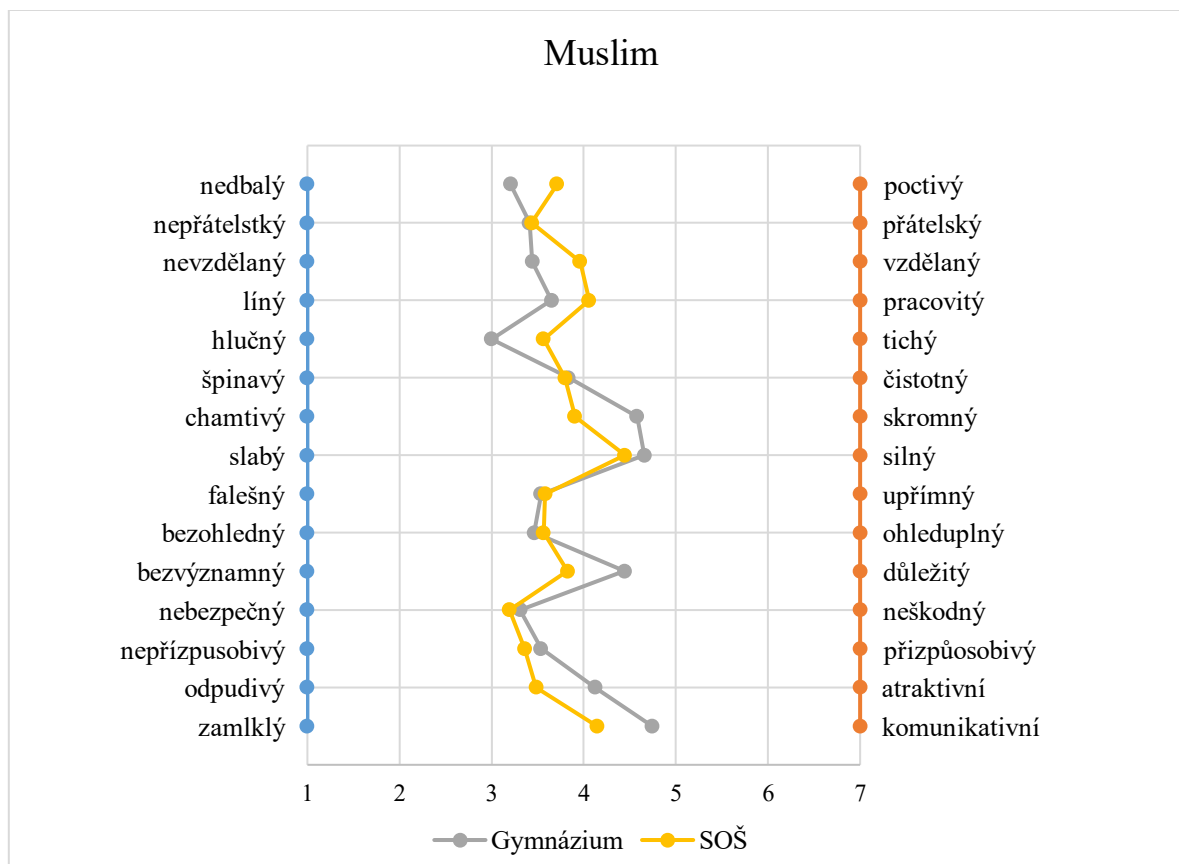 Muslim
nedbalý poctivý
nepřátelstký přátelský
nevzdělaný vzdělaný
líný pracovitý
hlučný tichý
špinavý čistotný
chamtivý skromný
slabý silný
falešný upřímný
bezohledný ohleduplný
bezvýznamný důležitý
nebezpečný neškodný
nepřízpusobivý přizpůosobivý
odpudivý atraktivní
zamlklý komunikativní
1 2 3 4 5 6 7
Gymnázium SOŠ